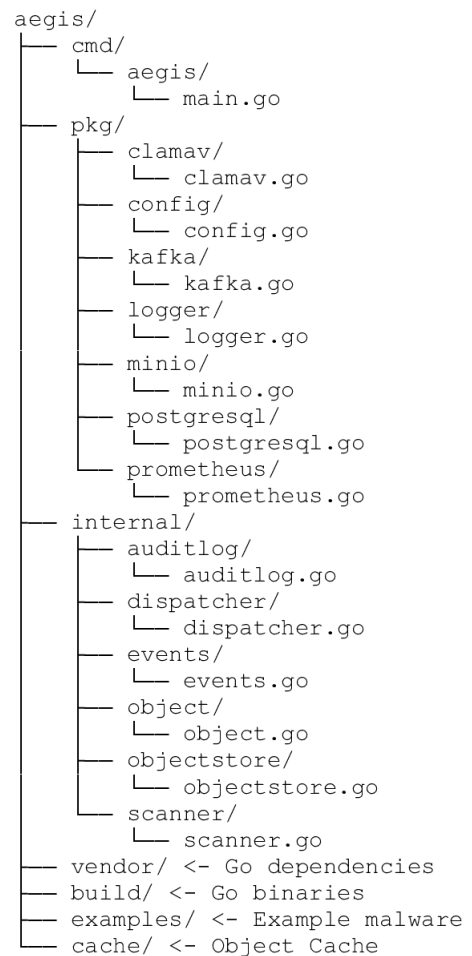 aegis/
├── cmd/
│   └── aegis/
│       └── main.go
├── pkg/
│   ├── clamav/
│   │   └── clamav.go
│   ├── config/
│   │   └── config.go
│   ├── kafka/
│   │   └── kafka.go
│   ├── logger/
│   │   └── logger.go
│   ├── minio/
│   │   └── minio.go
│   ├── postgresql/
│   │   └── postgresql.go
│   └── prometheus/
│       └── prometheus.go
├── internal/
│   ├── auditlog/
│   │   └── auditlog.go
│   ├── dispatcher/
│   │   └── dispatcher.go
│   ├── events/
│   │   └── events.go
│   ├── object/
│   │   └── object.go
│   ├── objectstore/
│   │   └── objectstore.go
│   └── scanner/
│       └── scanner.go
├── vendor/ <- Go dependencies
├── build/ <- Go binaries
├── examples/ <- Example malware
└── cache/ <- Object Cache